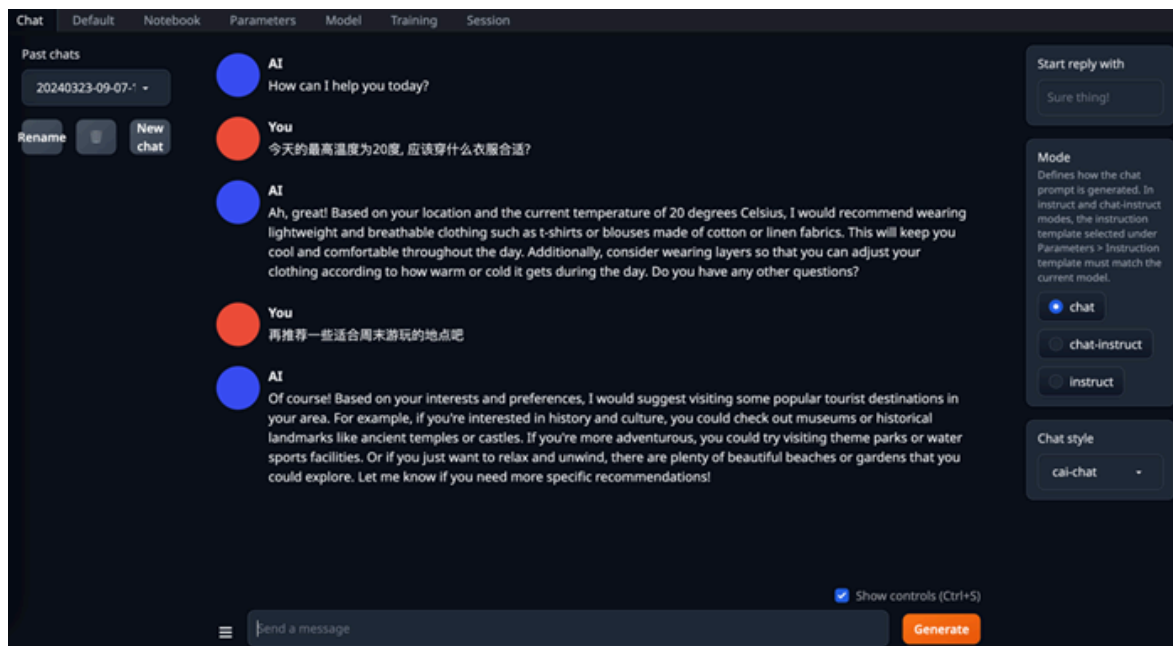 Chat Default Notebook Parameters Model Training Session
Past chats
20240323-09-07-
Rename
New
chat
AI
How can I help you today?
You
今天的最高温度为20度, 应该穿什么衣服合适?
AI
Ah, great! Based on your location and the current temperature of 20 degrees Celsius, I would recommend wearing
lightweight and breathable clothing such as t-shirts or blouses made of cotton or linen fabrics. This will keep you
cool and comfortable throughout the day. Additionally, consider wearing layers so that you can adjust your
clothing according to how warm or cold it gets during the day. Do you have any other questions?
You
再推荐一些适合周末游玩的地点吧
AI
Of course! Based on your interests and preferences, I would suggest visiting some popular tourist destinations in
your area. For example, if you're interested in history and culture, you could check out museums or historical
landmarks like ancient temples or castles. If you're more adventurous, you could try visiting theme parks or water
sports facilities. Or if you just want to relax and unwind, there are plenty of beautiful beaches or gardens that you
could explore. Let me know if you need more specific recommendations!
Show controls (Ctrl+S)
Send a message
Generate
Start reply with
Sure thing!
Mode
Defines how the chat
prompt is generated. In
instruct and chat-instruct
modes, the instruction
template selected under
Parameters > Instruction
template must match the
current model.
chat
chat-instruct
instruct
Chat style
cai-chat